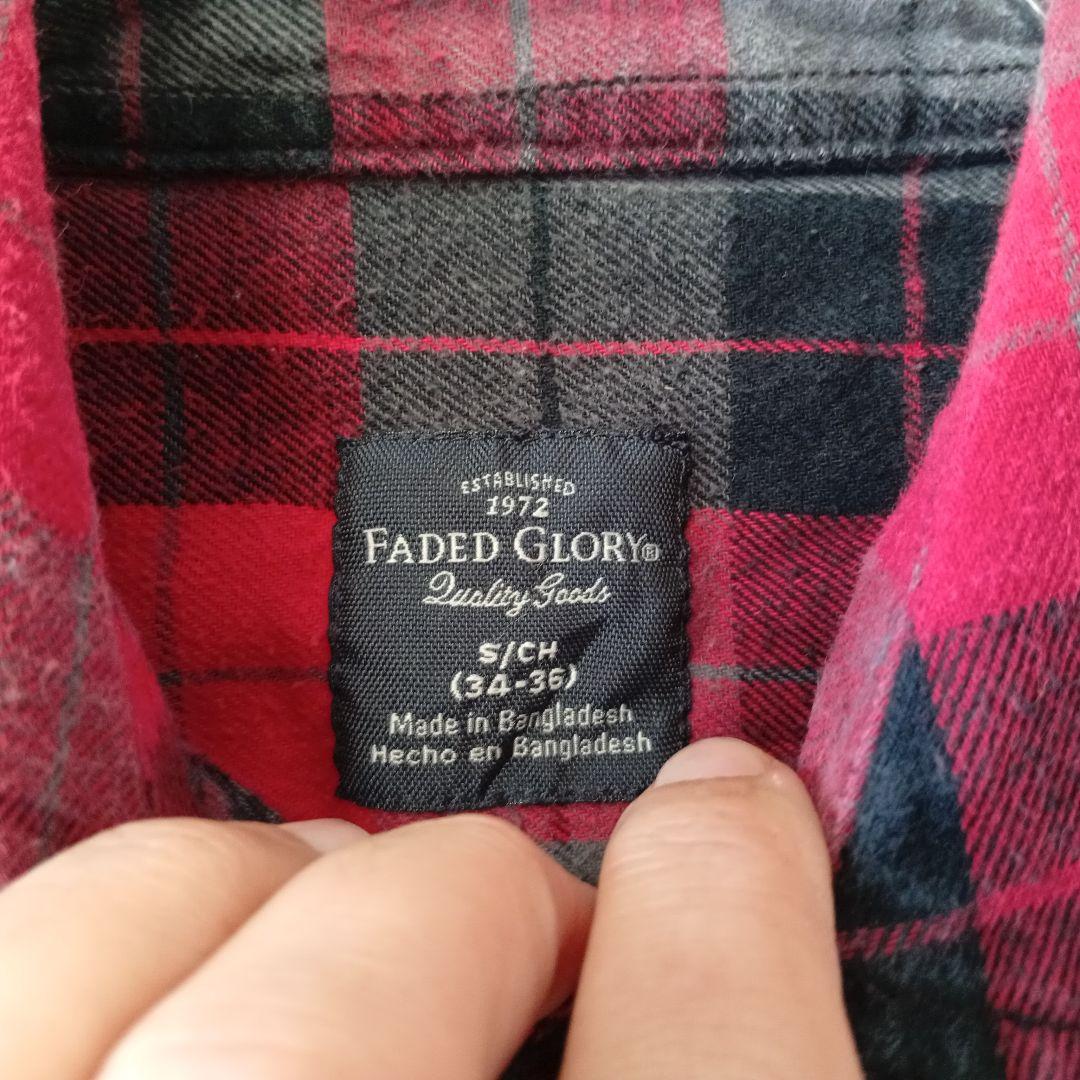 ESTABLISHED
1972
FADED GLORY®
Quality Goods
S/CH
(34-36)
Made in Bangladesh
Hecho en Bangladesh